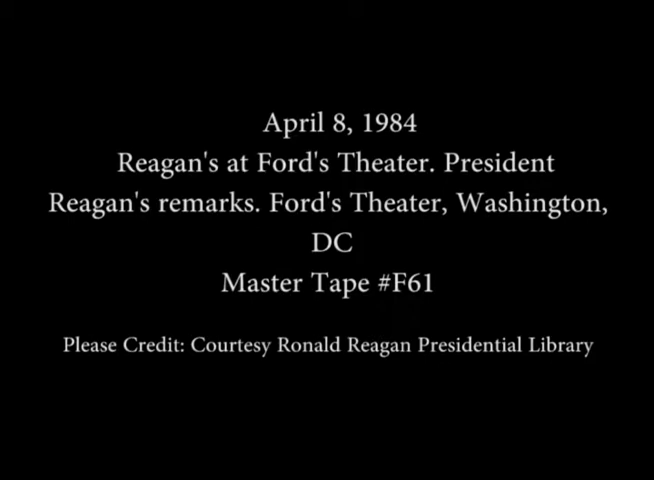 April 8, 1984
Reagan's at Ford's Theater. President
Reagan's remarks. Ford's Theater, Washington,
DC
Master Tape #F61
Please Credit: Courtesy Ronald Reagan Presidential Library